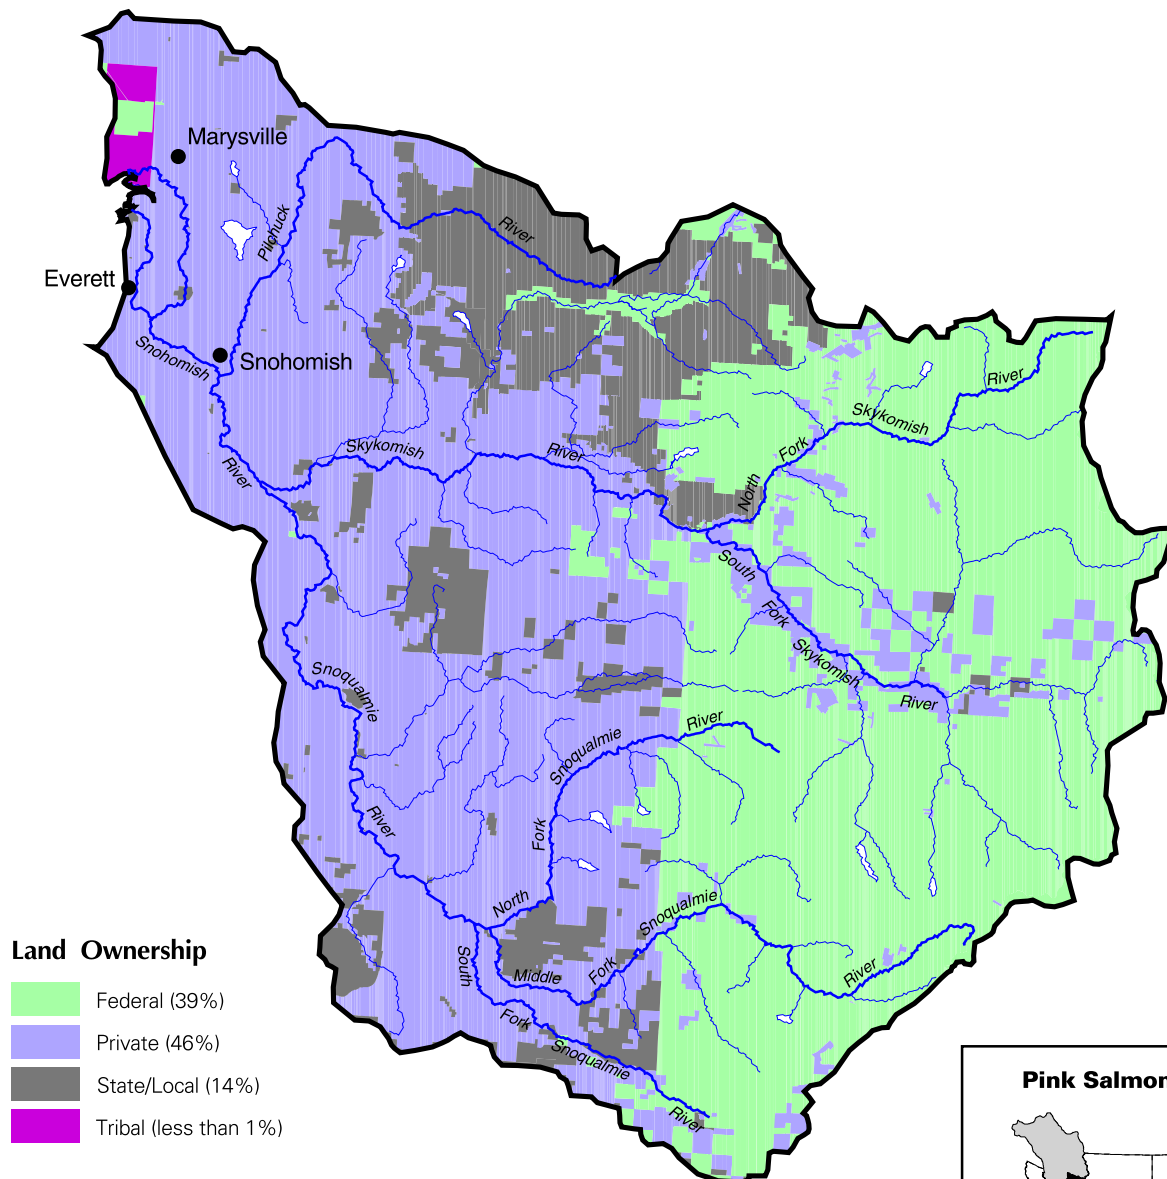 Marysville
Pilchuck
River
Everett
Snohomish
Snohomish
River
Skykomish
River
North
Fork
Skykomish
River
South
Fork
Skykomish
River
Snoqualmie
River
North
Fork
Snoqualmie
River
Middle
Fork
Snoqualmie
River
South
Fork
Snoqualmie
River
Land Ownership
Federal (39%)
Private (46%)
State/Local (14%)
Tribal (less than 1%)
Pink Salmon